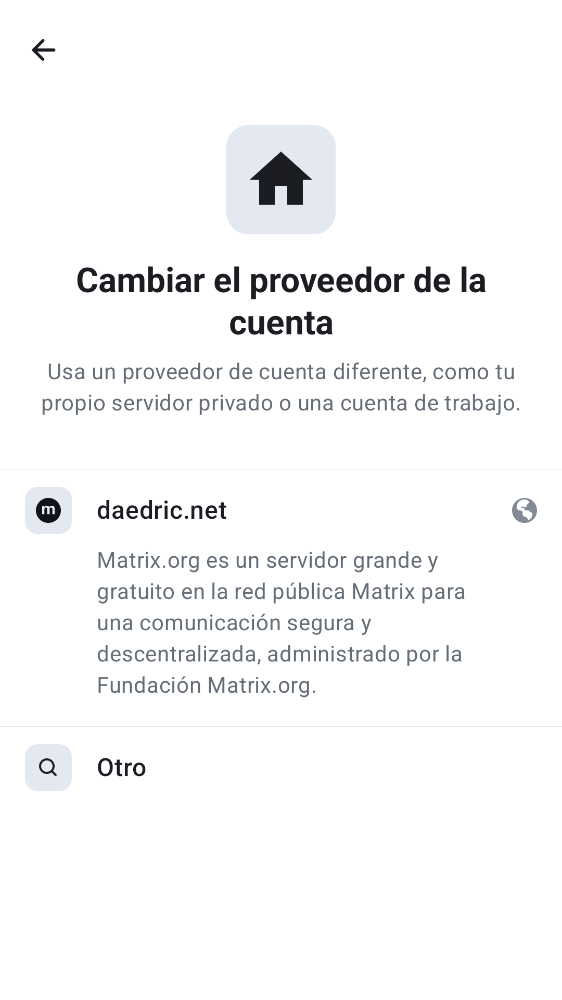 Cambiar el proveedor de la
cuenta
Usa un proveedor de cuenta diferente, como tu
propio servidor privado o una cuenta de trabajo.
m
daedric.net
Matrix.org es un servidor grande y
gratuito en la red pública Matrix para
una comunicación segura y
descentralizada, administrado por la
Fundación Matrix.org.
Otro